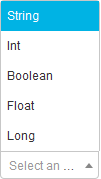 String
Int
Boolean
Float
Long
Select an ...